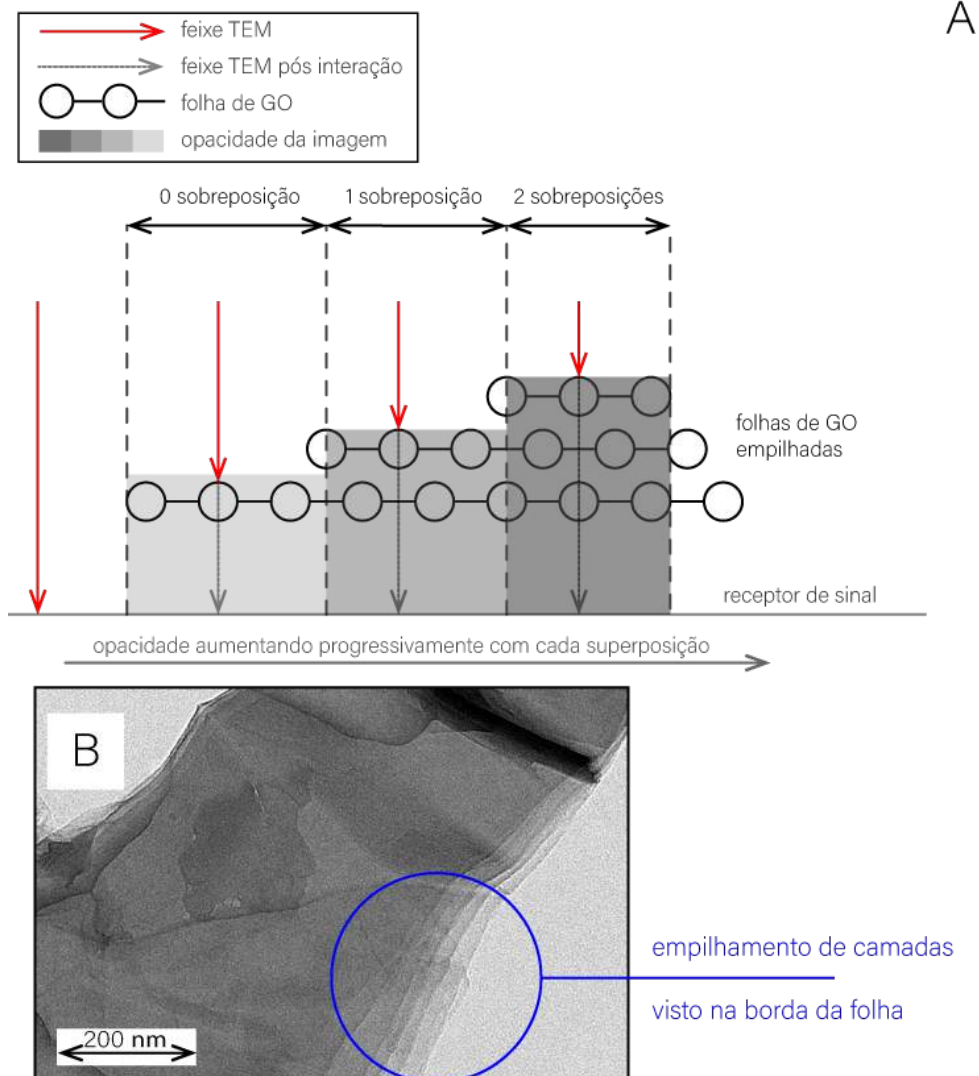 A
feixe TEM
feixe TEM pós interação
folha de GO
opacidade da imagem
0 sobreposição
1 sobreposição
2 sobreposições
folhas de GO
empilhadas
receptor de sinal
opacidade aumentando progressivamente com cada superposição
B
empilhamento de camadas
visto na borda da folha
200 nm